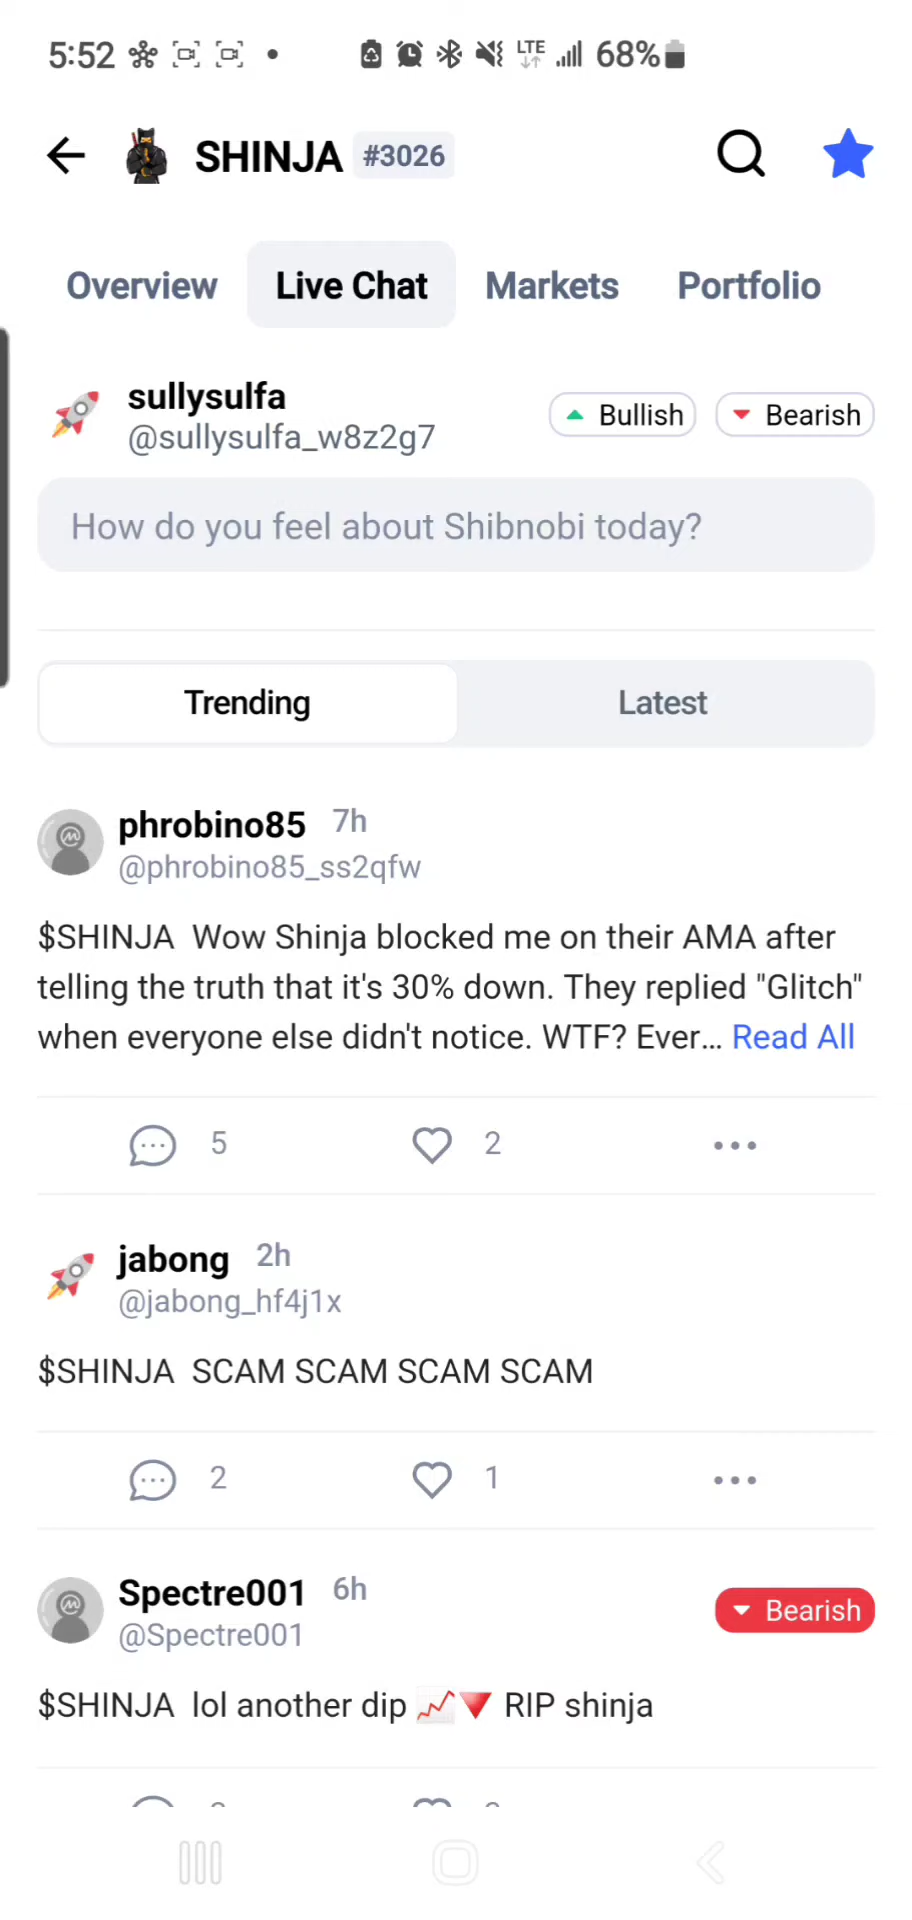 5:52 LTE 68%
SHINJA #3026
Overview Live Chat Markets Portfolio
sullysulfa
@sullysulfa_w8z2g7
Bullish Bearish
How do you feel about Shibnobi today?
Trending Latest
phrobino85 7h
@phrobino85_ss2qfw
$SHINJA Wow Shinja blocked me on their AMA after
telling the truth that it's 30% down. They replied "Glitch"
when everyone else didn't notice. WTF? Ever... Read All
5 2
jabong 2h
@jabong_hf4j1x
$SHINJA SCAM SCAM SCAM SCAM
2 1
Spectre001 6h
@Spectre001
Bearish
$SHINJA lol another dip 📈🔻 RIP shinja